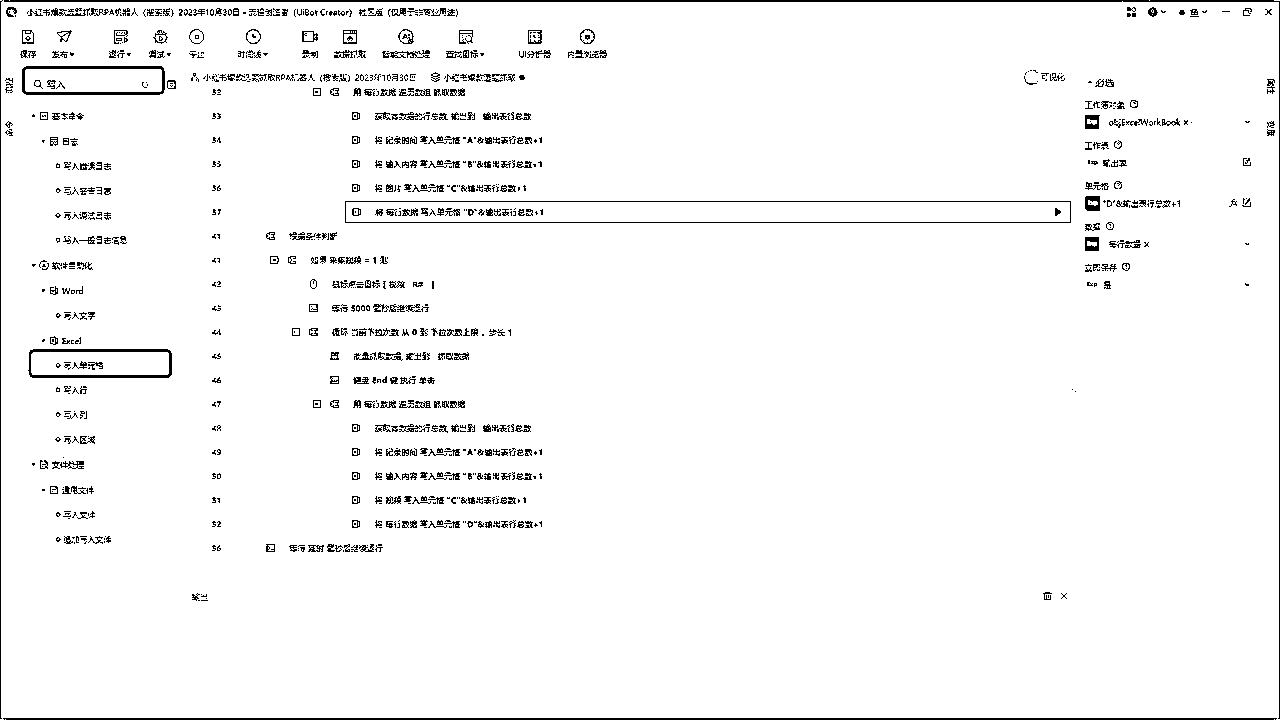 小红书爆款选题抓取RPA机器人（搜索版）2023年10月30日 - 流程创造者（UiBot Creator） 社区版（仅用于非商业用途）
保存 发布 运行 调试 停止 时间线 录制 数据抓取 智能文档处理 查找图标 UI分析器 内置浏览器
写入
小红书爆款选题抓取RPA机器人（搜索版）2023年10月30日 小红书爆款选题抓取
可视化
基本命令
日志
写入错误日志
写入警告日志
写入调试日志
输入一般日志信息
软件自动化
Word
写入文字
Excel
写入单元格
写入行
写入列
写入区域
文件处理
通用文件
写入文件
追加写入文件
32 用 每行数据 遍历数组 抓取数据
33 获取有数据的行总数, 输出到 输出表行总数
34 将 记录时间 写入单元格 "A"&输出表行总数+1
35 将 输入内容 写入单元格 "B"&输出表行总数+1
36 将 图片 写入单元格 "C"&输出表行总数+1
37 将 每行数据 写入单元格 "D"&输出表行总数+1
41 根据条件判断
41 如果 采集视频 = 1 则
42 鼠标点击目标
43 等待 5000 毫秒后继续运行
44 循环 当前下拉次数 从 0 到 下拉次数上限 , 步长 1
45 批量抓取数据, 输出到 抓取数据
46 键盘 End 键 执行 单击
47 用 每行数据 遍历数组 抓取数据
48 获取有数据的行总数, 输出到 输出表行总数
49 将 记录时间 写入单元格 "A"&输出表行总数+1
50 将 输入内容 写入单元格 "B"&输出表行总数+1
51 将 视频 写入单元格 "C"&输出表行总数+1
52 将 每行数据 写入单元格 "D"&输出表行总数+1
56 等待 延时 毫秒后继续运行
输出
必选
工作簿对象
Exp objExcelWorkBook ×
工作表
Exp 输出表
单元格
Exp "D"&输出表行总数+1
数据
Exp 每行数据 ×
立即保存
Exp 是